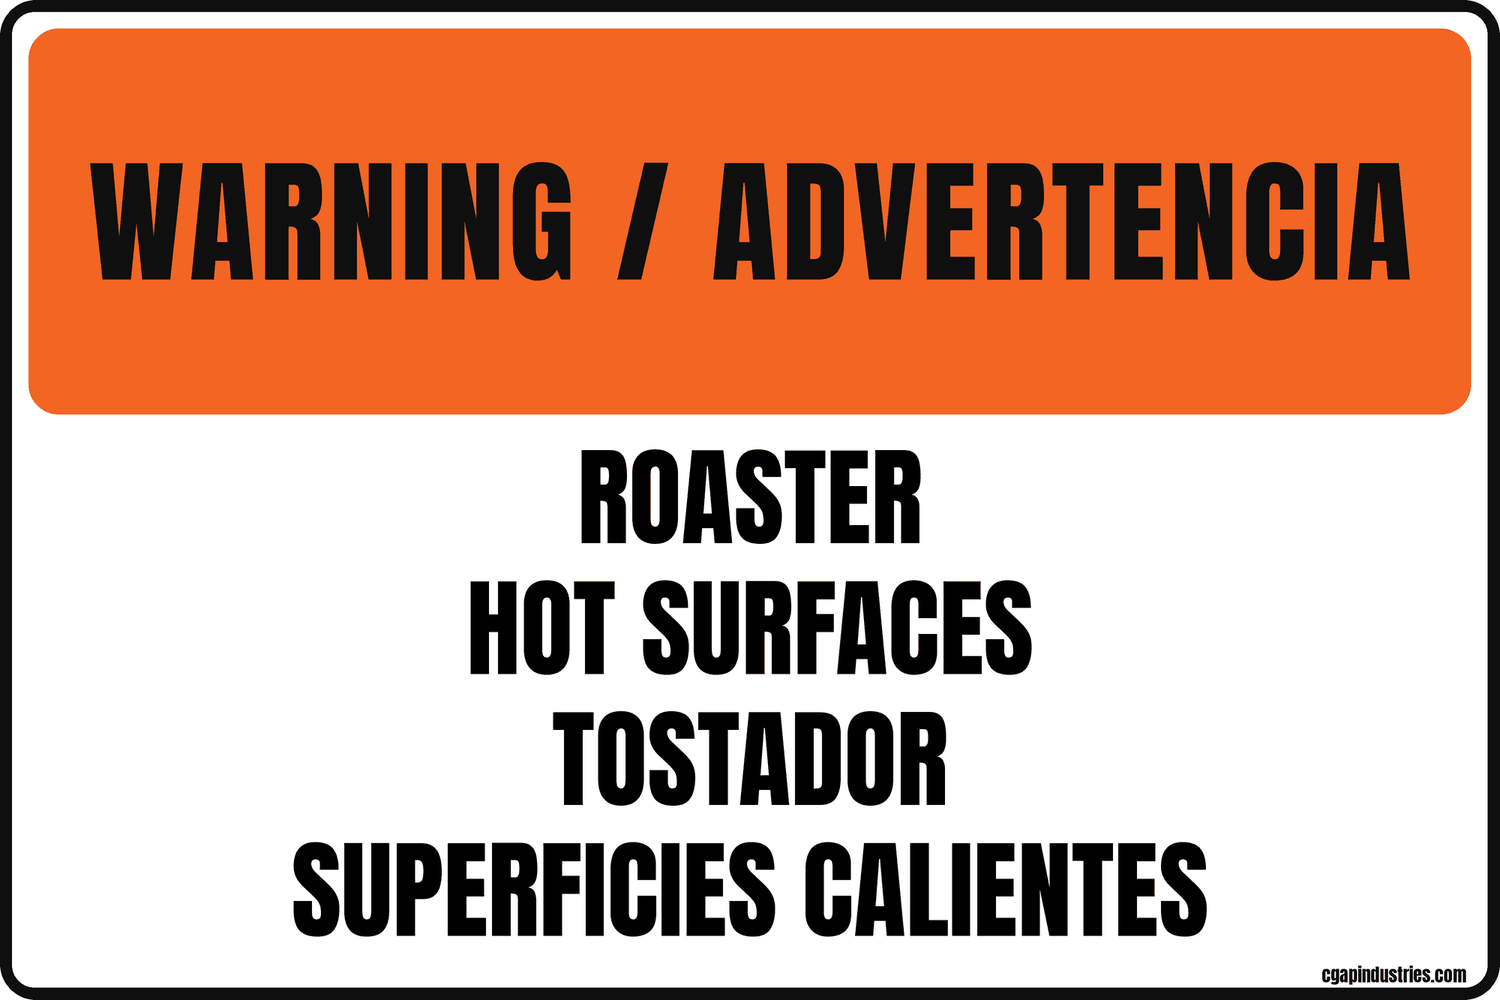 WARNING / ADVERTENCIA
ROASTER
HOT SURFACES
TOSTADOR
SUPERFICIES CALIENTES
cgapindustries.com